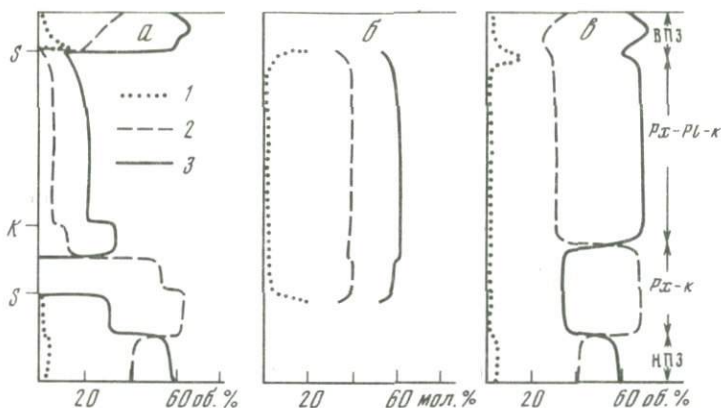 а б в
S
K
S
1
2
3
ВПЗ
Px-Pl-к
Px-к
НПЗ
20 60 об. % 20 60 мол. % 20 60 об. %